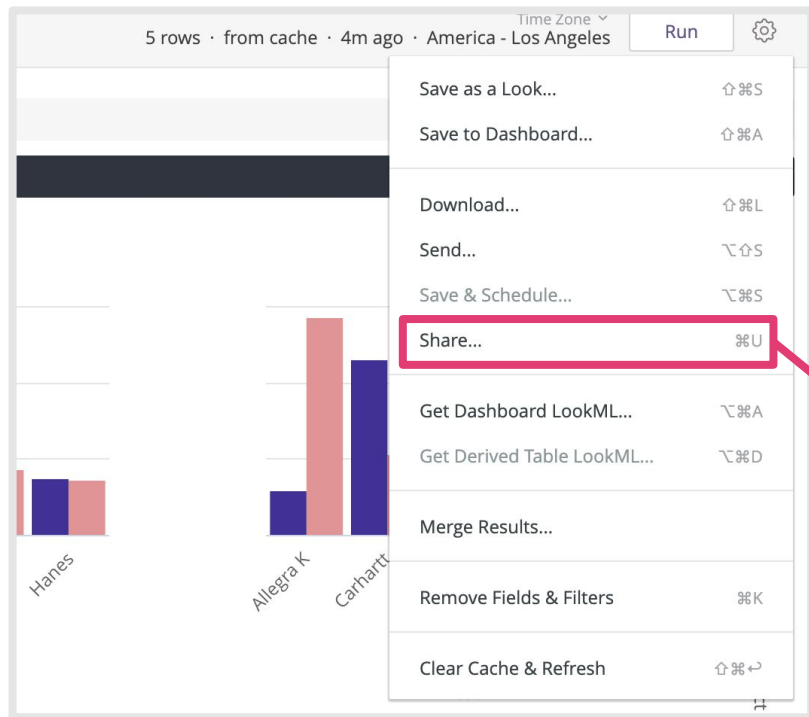 Time Zone
5 rows · from cache · 4m ago · America - Los Angeles
Run
Save as a Look... ⇧⌘S
Save to Dashboard... ⇧⌘A
Download... ⇧⌘L
Send... ⌥⇧S
Save & Schedule... ⌥⌘S
Share... ⌘U
Get Dashboard LookML... ⌥⌘A
Get Derived Table LookML... ⌥⌘D
Merge Results...
Remove Fields & Filters ⌘K
Clear Cache & Refresh ⇧⌘↩
Hanes
Allegra K
Carhartt